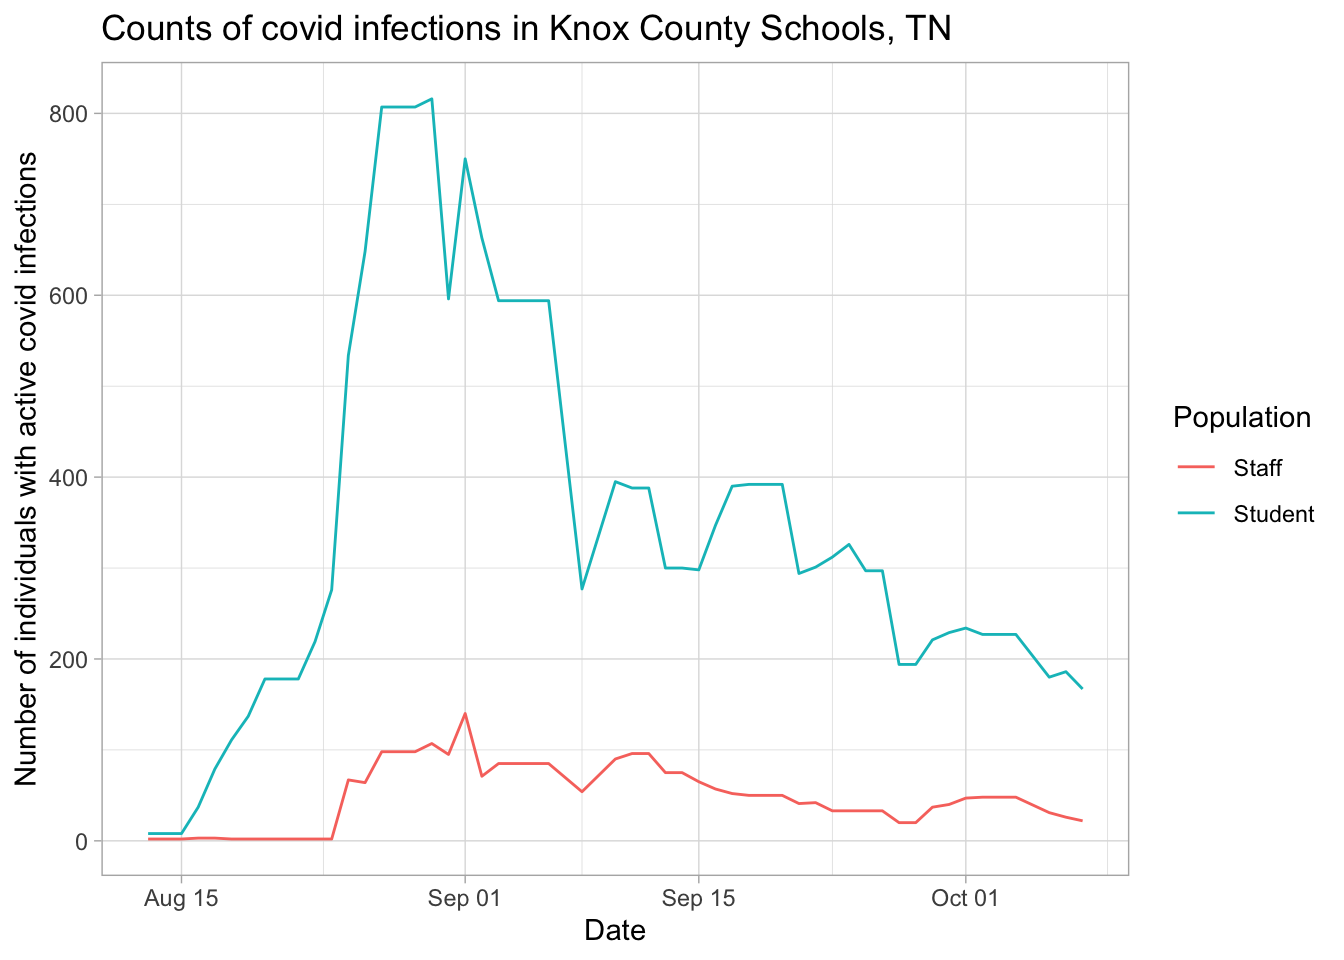 Counts of covid infections in Knox County Schools, TN
Number of individuals with active covid infections
800
600
400
200
0
Aug 15
Sep 01
Sep 15
Oct 01
Date
Population
Staff
Student